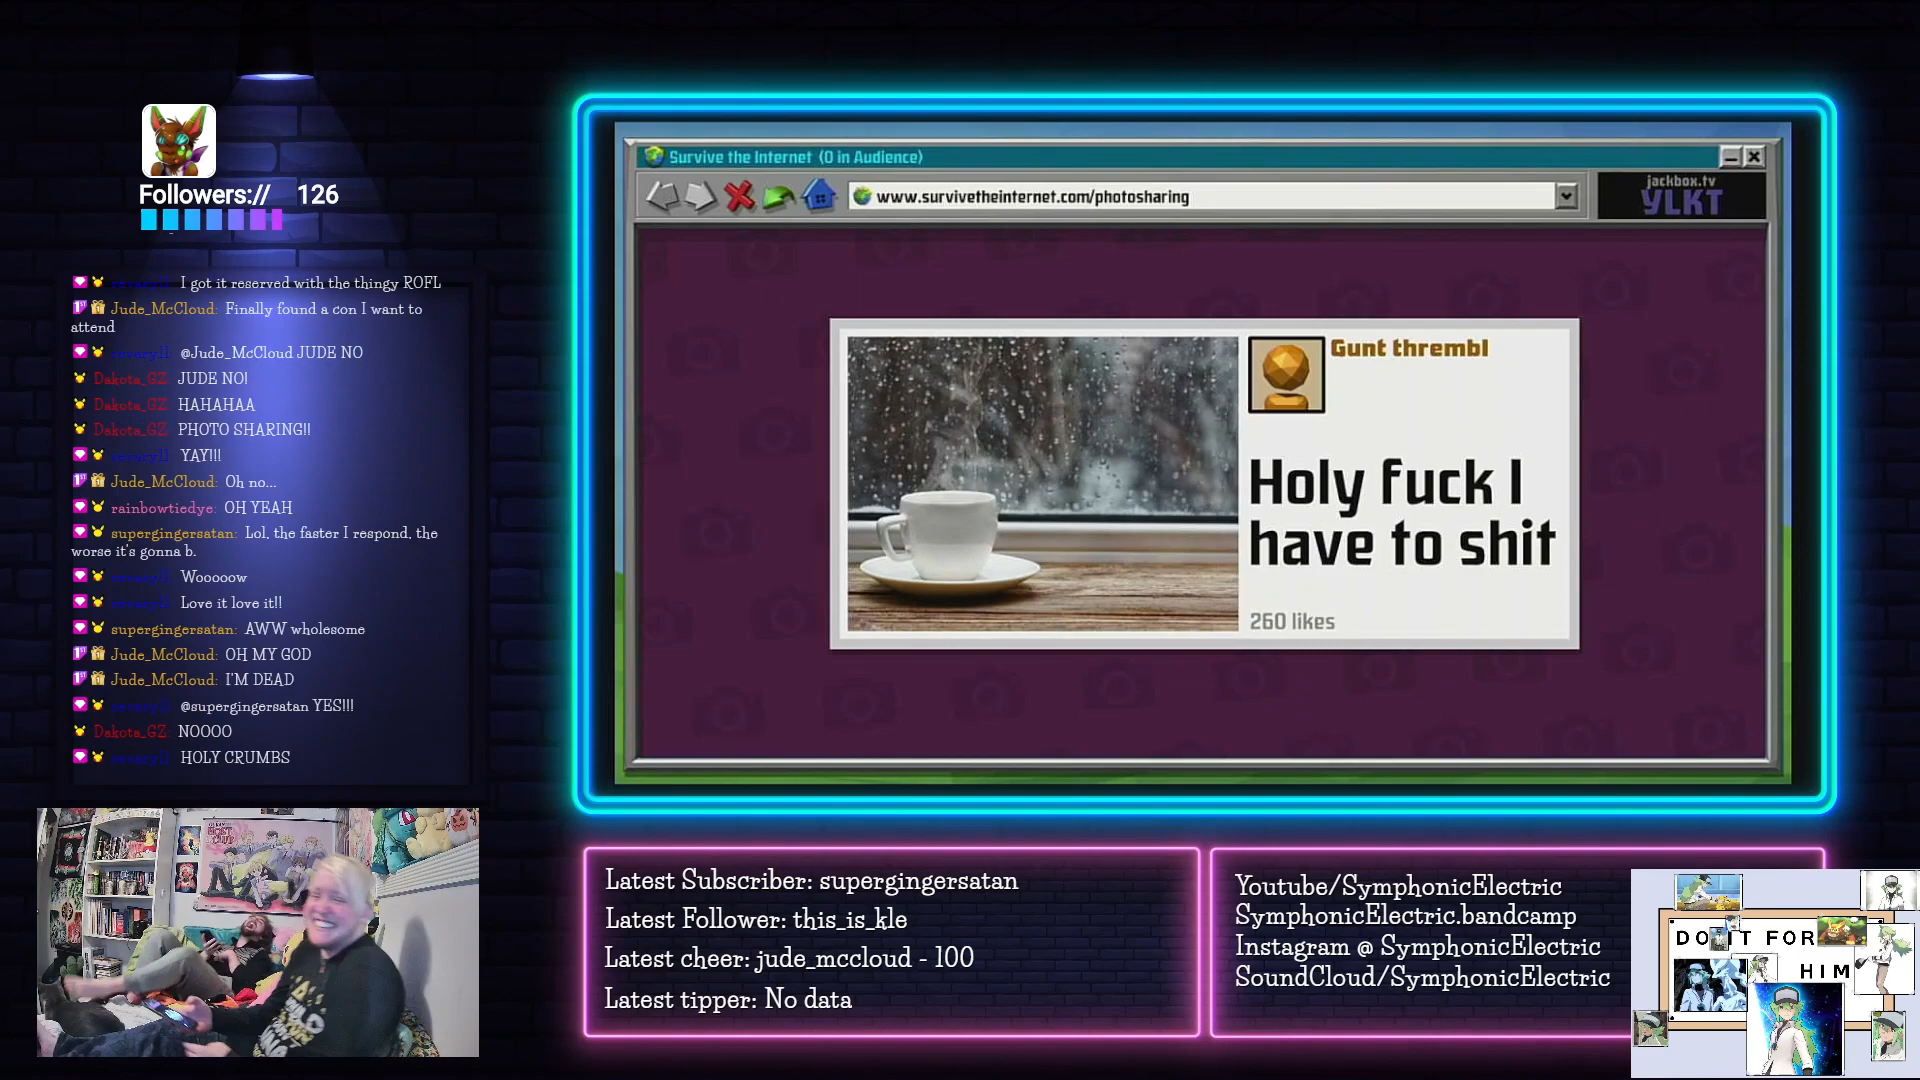 Followers:// 126
I got it reserved with the thingy ROFL
Jude_McCloud: Finally found a con I want to
attend
@Jude_McCloud JUDE NO
Dakota_GZ: JUDE NO!
Dakota_GZ: HAHAHAA
Dakota_GZ: PHOTO SHARING!!
YAY!!!
Jude_McCloud: Oh no...
rainbowtiedye: OH YEAH
supergingersatan: Lol, the faster I respond, the
worse it's gonna b.
Wooooow
Love it love it!!
supergingersatan: AWW wholesome
Jude_McCloud: OH MY GOD
Jude_McCloud: I'M DEAD
@supergingersatan YES!!!
Dakota_GZ: NOOOO
HOLY CRUMBS
HOST
CLUB
Survive the Internet (0 in Audience)
www.survivetheinternet.com/photosharing
jackbox.tv
YLKT
Gunt thrembl
Holy fuck I
have to shit
260 likes
Latest Subscriber: supergingersatan
Latest Follower: this_is_kle
Latest cheer: jude_mccloud - 100
Latest tipper: No data
Youtube/SymphonicElectric
SymphonicElectric.bandcamp
Instagram @ SymphonicElectric
SoundCloud/SymphonicElectric
DO IT FOR
HIM